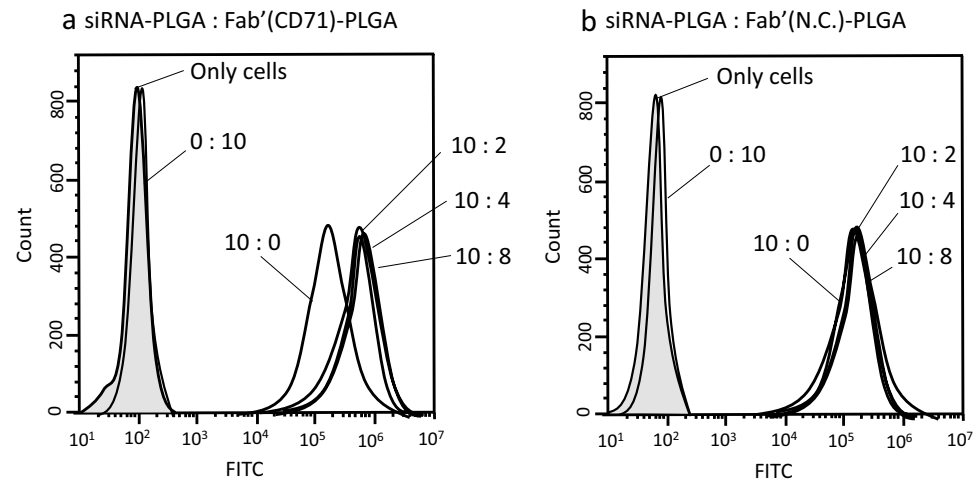 a siRNA-PLGA : Fab’(CD71)-PLGA
Only cells
0 : 10
10 : 0
10 : 2
10 : 4
10 : 8
Count
800
600
400
200
0
10¹ 10² 10³ 10⁴ 10⁵ 10⁶ 10⁷
FITC
b siRNA-PLGA : Fab’(N.C.)-PLGA
Only cells
0 : 10
10 : 0
10 : 2
10 : 4
10 : 8
Count
800
600
400
200
0
10¹ 10² 10³ 10⁴ 10⁵ 10⁶ 10⁷
FITC